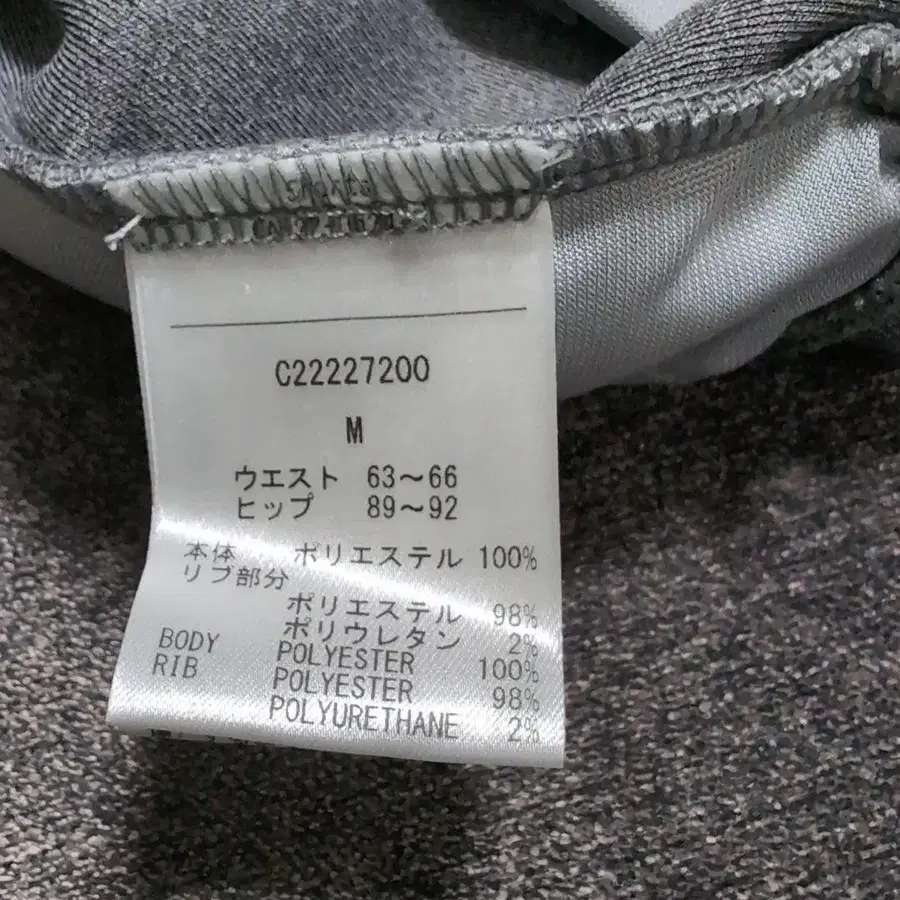 C22227200
M
ウエスト 63～66
ヒップ 89～92
本体 ポリエステル 100%
リブ部分
ポリエステル 98%
ポリウレタン 2%
BODY POLYESTER 100%
RIB POLYESTER 98%
POLYURETHANE 2%